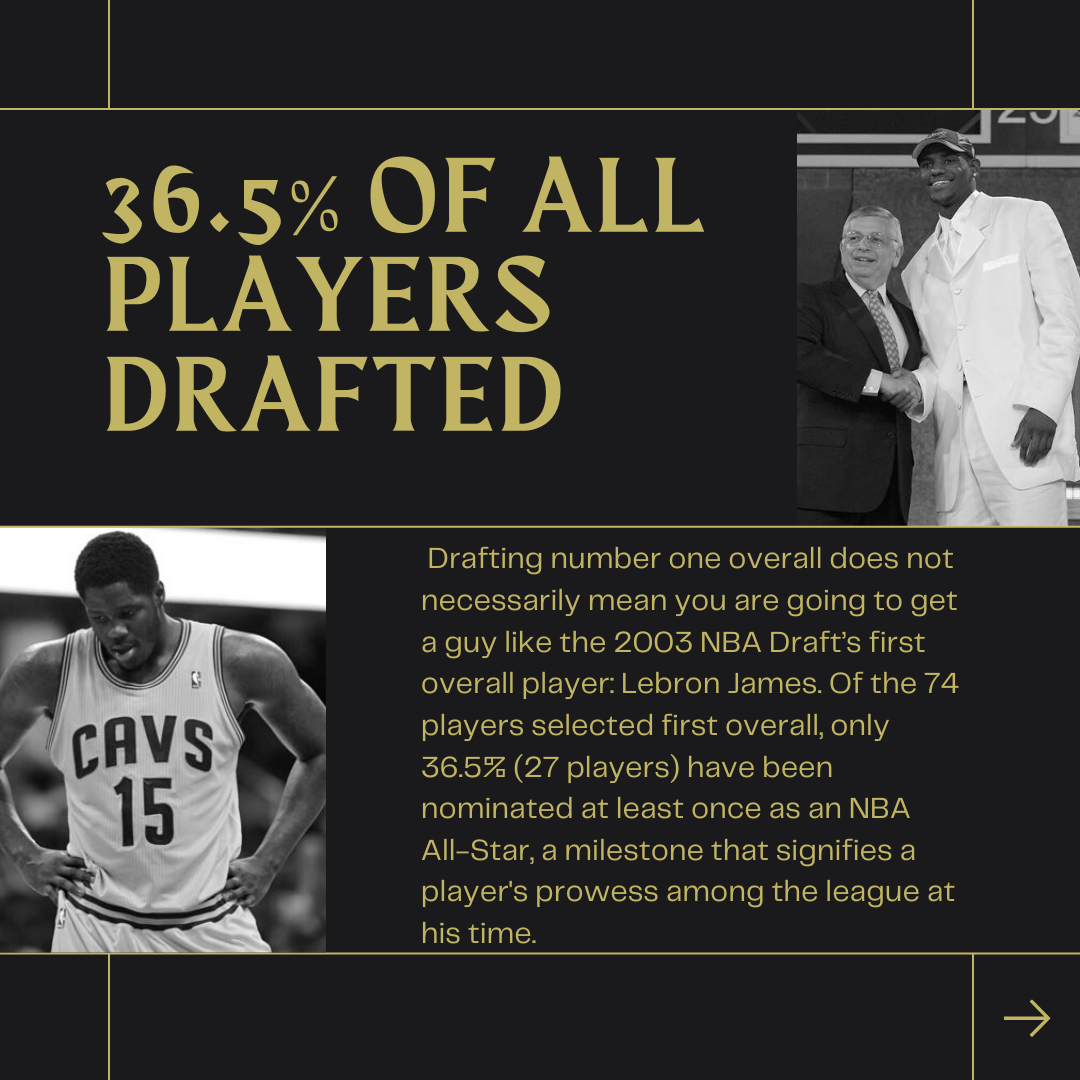 36.5% OF ALL
PLAYERS
DRAFTED
Drafting number one overall does not
necessarily mean you are going to get
a guy like the 2003 NBA Draft’s first
overall player: Lebron James. Of the 74
players selected first overall, only
36.5% (27 players) have been
nominated at least once as an NBA
All-Star, a milestone that signifies a
player's prowess among the league at
his time.
CAVS
15